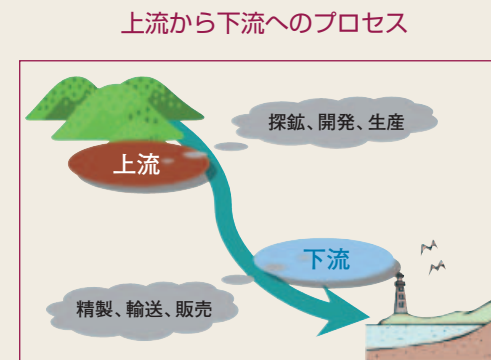 上流から下流へのプロセス
探鉱、開発、生産
上流
下流
精製、輸送、販売